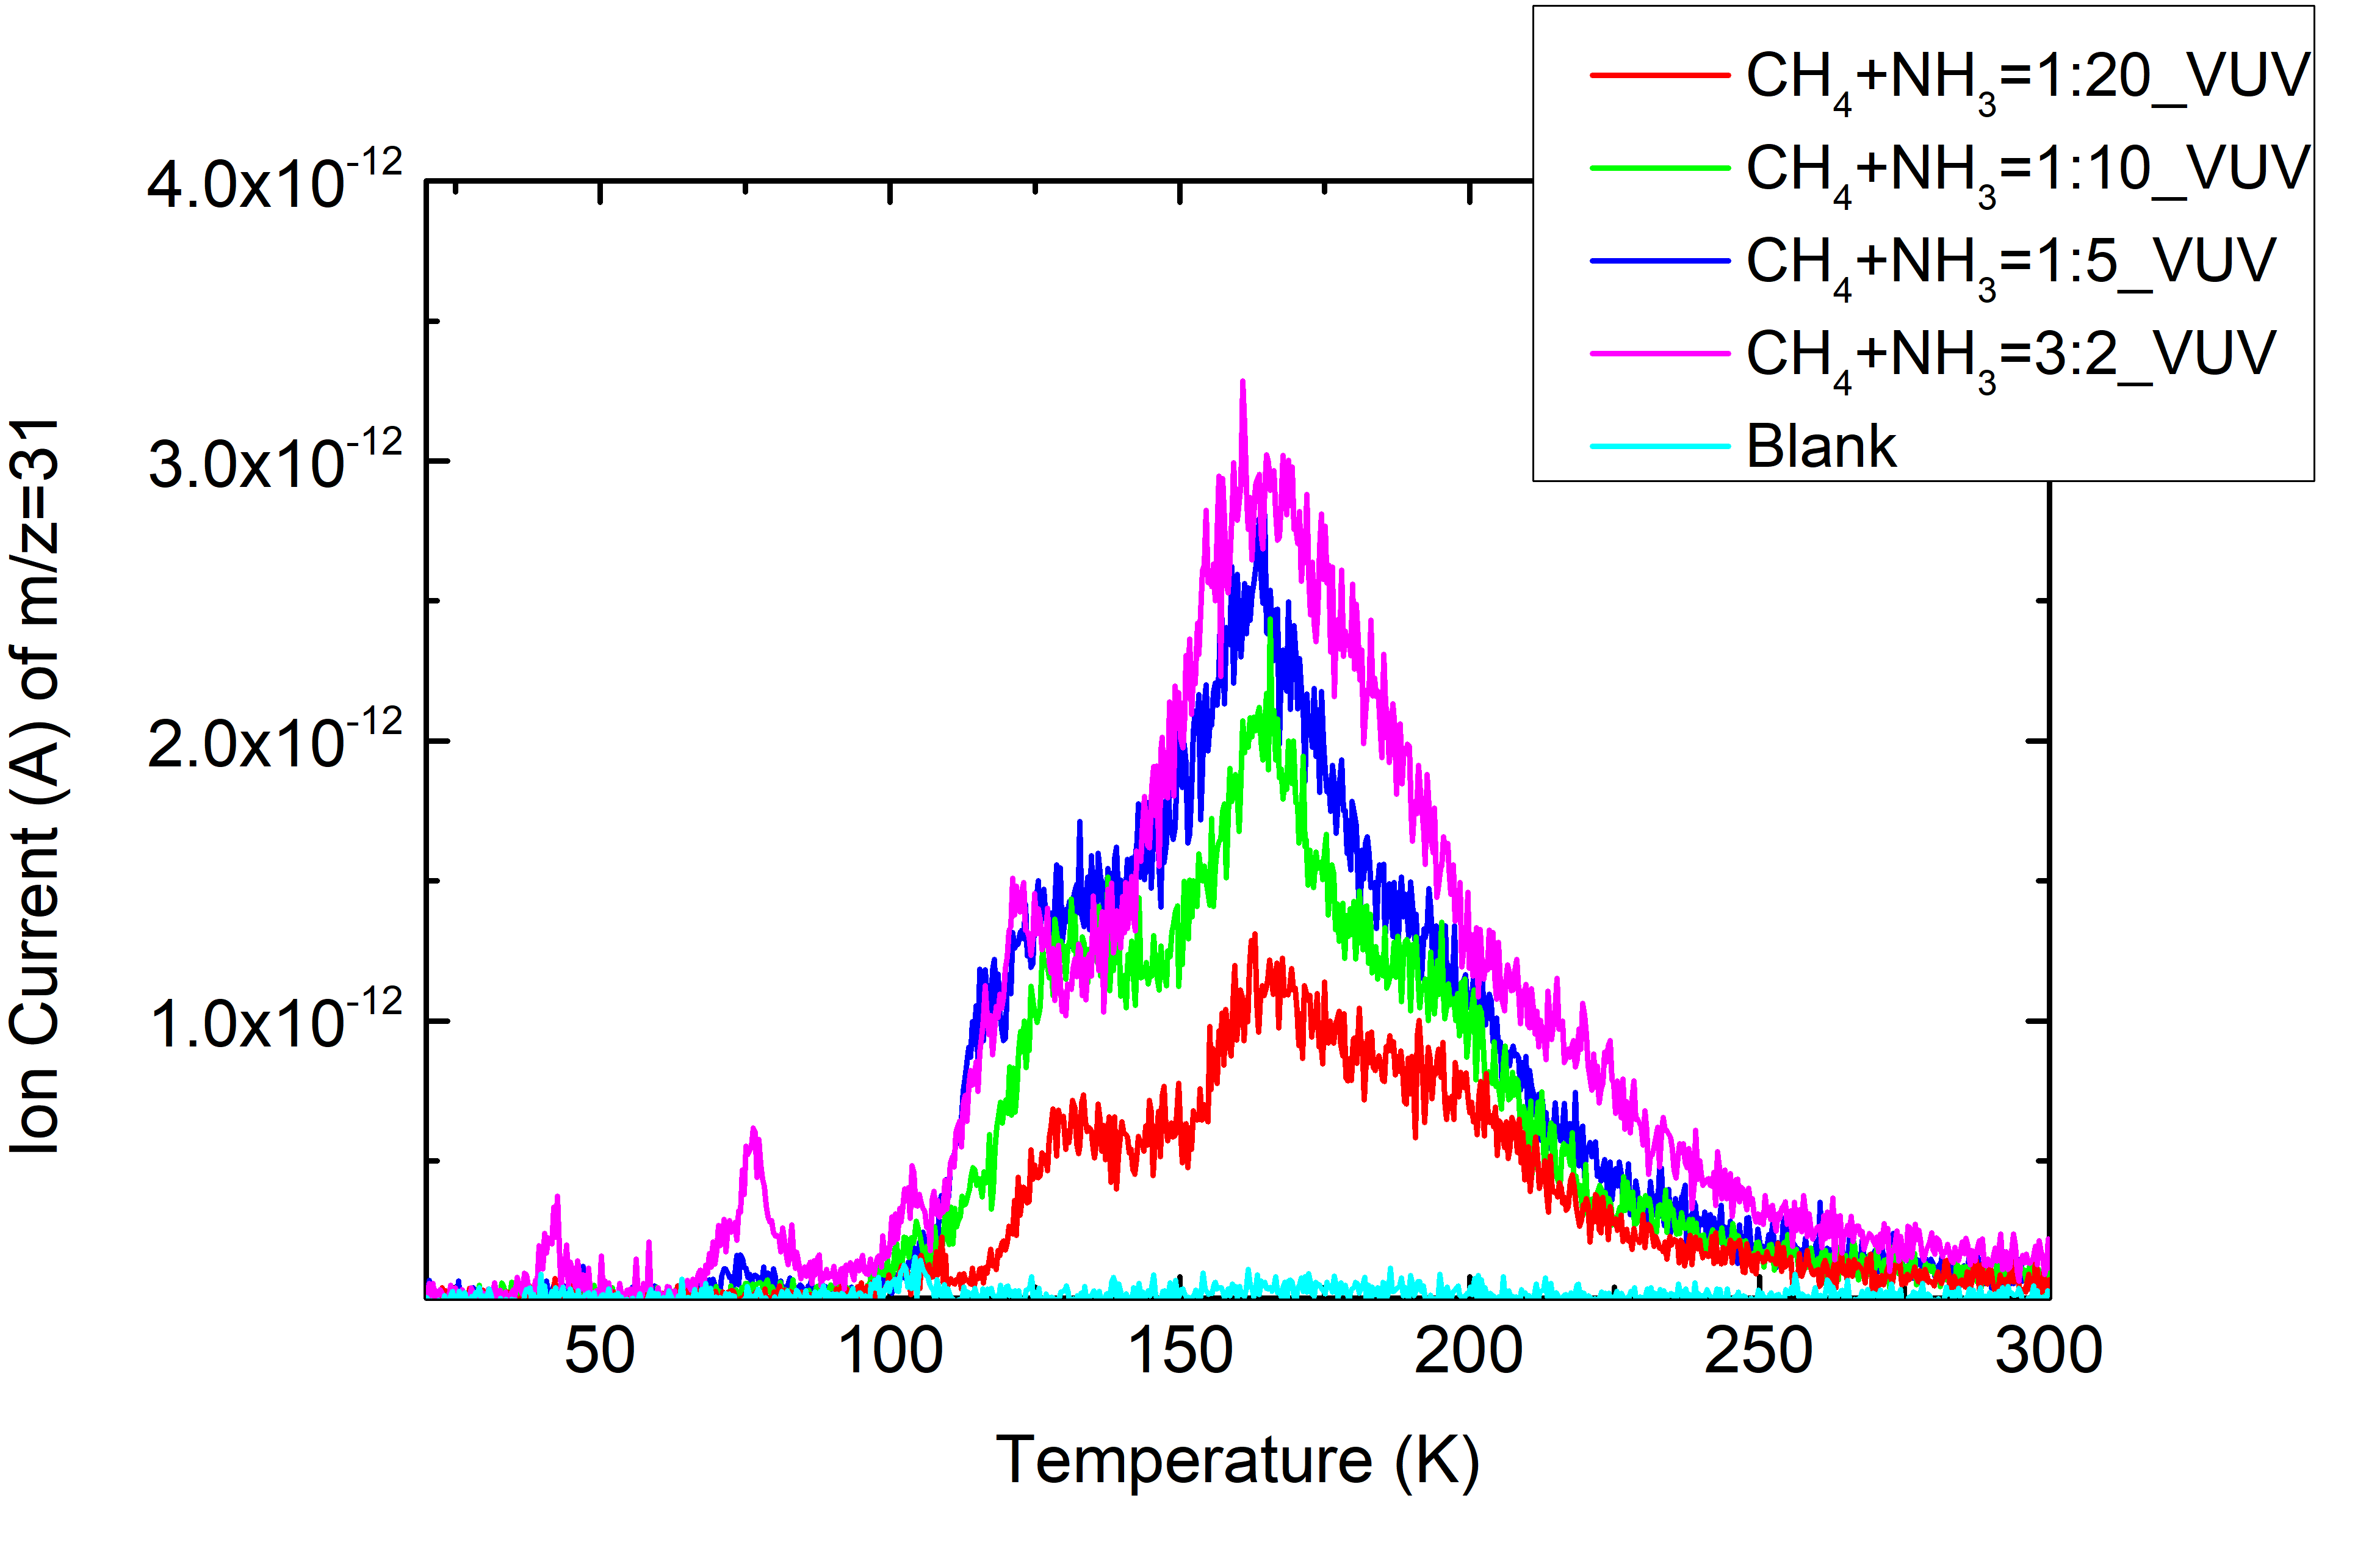 CH₄+NH₃=1:20_VUV
CH₄+NH₃=1:10_VUV
CH₄+NH₃=1:5_VUV
CH₄+NH₃=3:2_VUV
Blank
4.0x10⁻¹²
3.0x10⁻¹²
2.0x10⁻¹²
1.0x10⁻¹²
Ion Current (A) of m/z=31
50 100 150 200 250 300
Temperature (K)